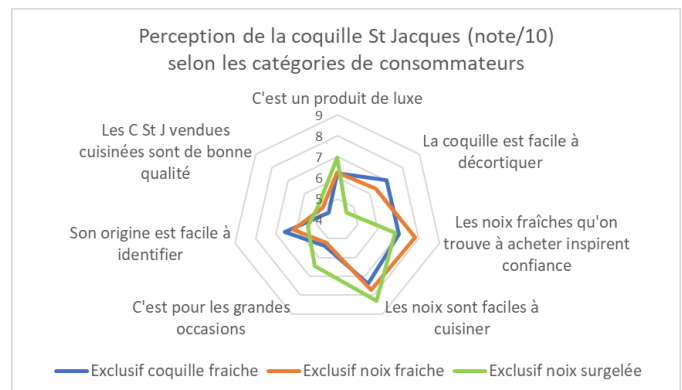 Perception de la coquille St Jacques (note/10)
selon les catégories de consommateurs
C'est un produit de luxe
9
8
7
6
5
4
La coquille est facile à
décortiquer
Les noix fraîches qu'on
trouve à acheter inspirent
confiance
Les noix sont faciles à
cuisiner
C'est pour les grandes
occasions
Son origine est facile à
identifier
Les C St J vendues
cuisinées sont de bonne
qualité
Exclusif coquille fraiche
Exclusif noix fraiche
Exclusif noix surgelée